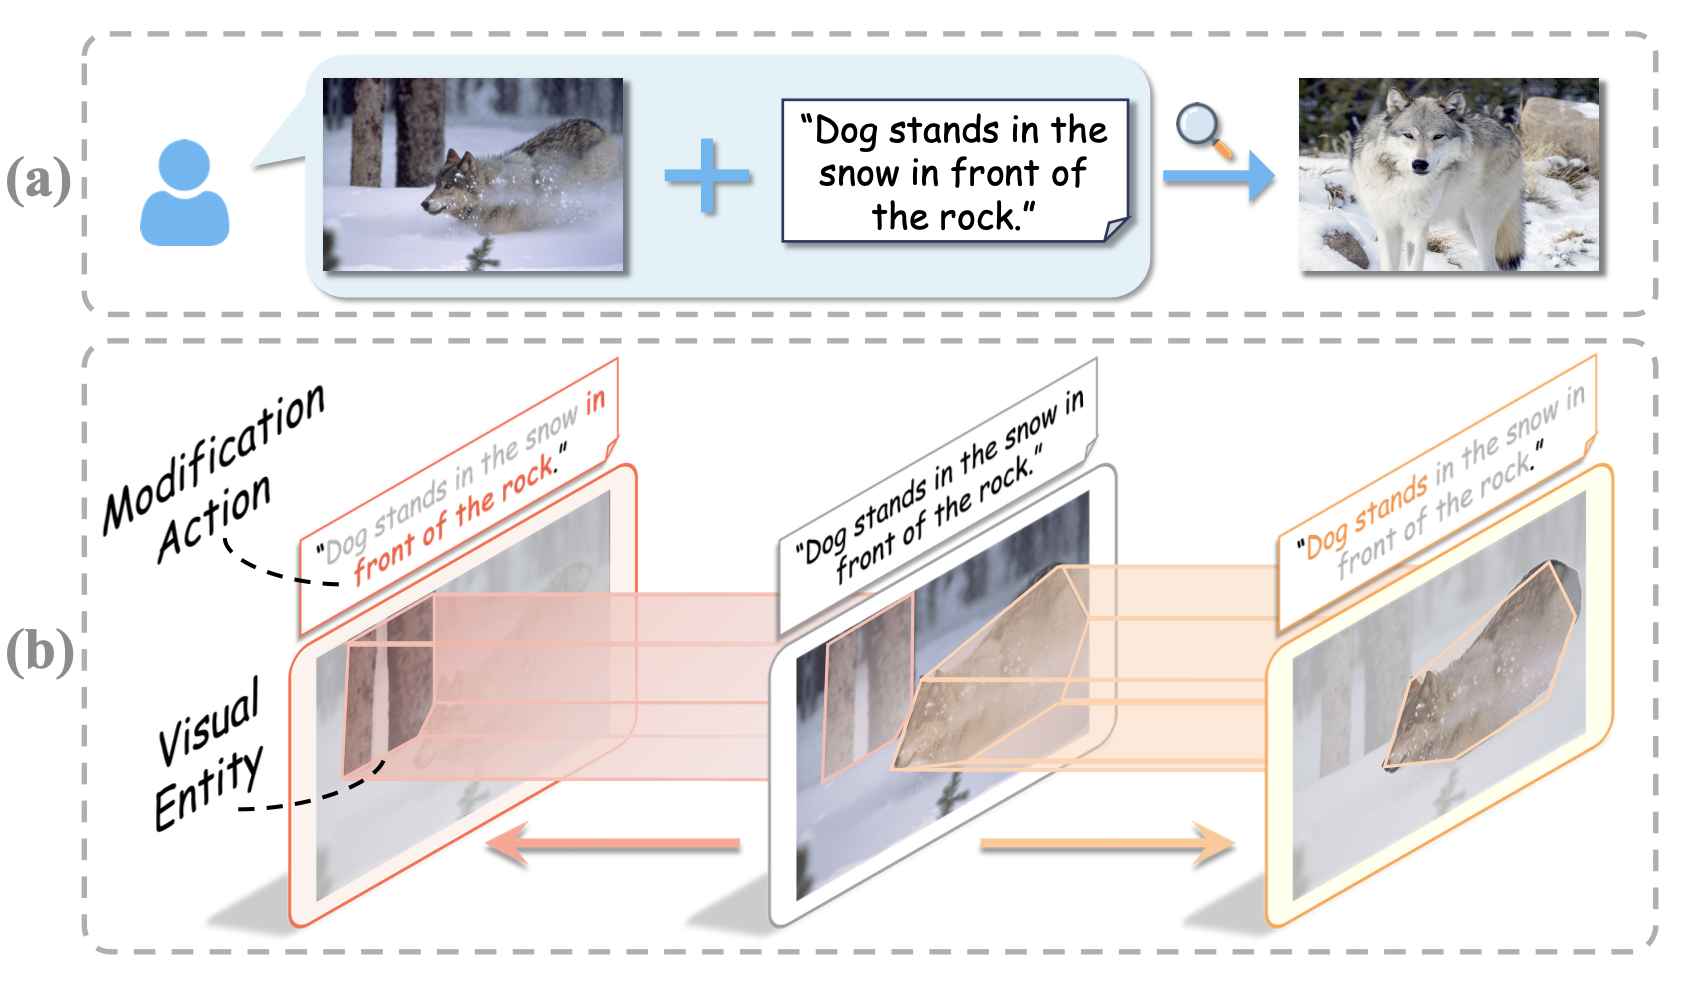 (a)
“Dog stands in the
snow in front of
the rock.”
(b)
Modification
Action
“Dog stands in the snow in
front of the rock.”
Visual
Entity
“Dog stands in the snow in
front of the rock.”
“Dog stands in the snow in
front of the rock.”